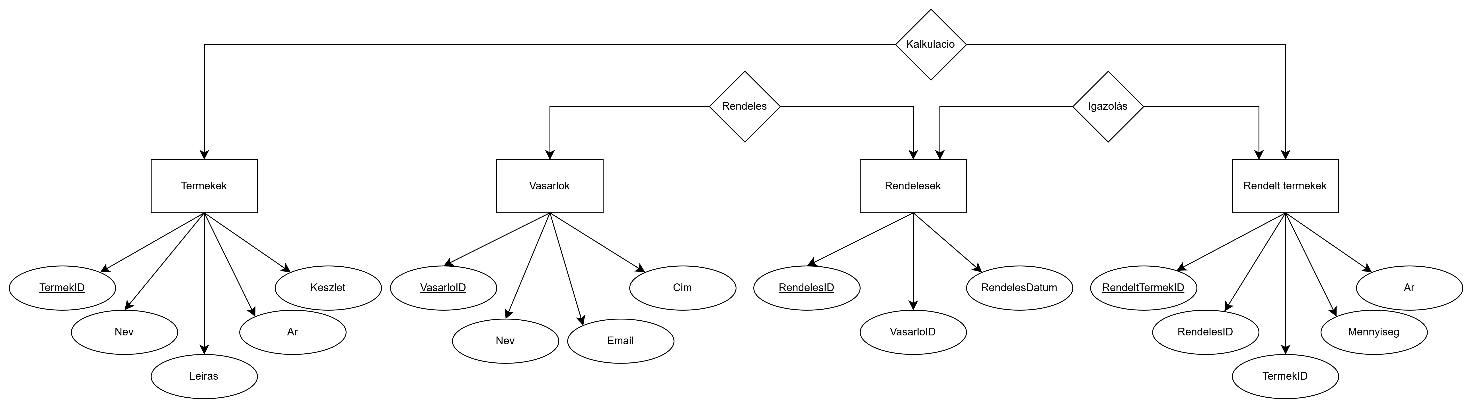 Kalkulacio
Rendeles
Igazolás
Termekek
Vasarlok
Rendelesek
Rendelt termekek
TermekID
Nev
Leiras
Ar
Keszlet
VasarloID
Nev
Email
CIm
RendelesID
VasarloID
RendelesDatum
RendeltTermekID
RendelesID
TermekID
Mennyiseg
Ar